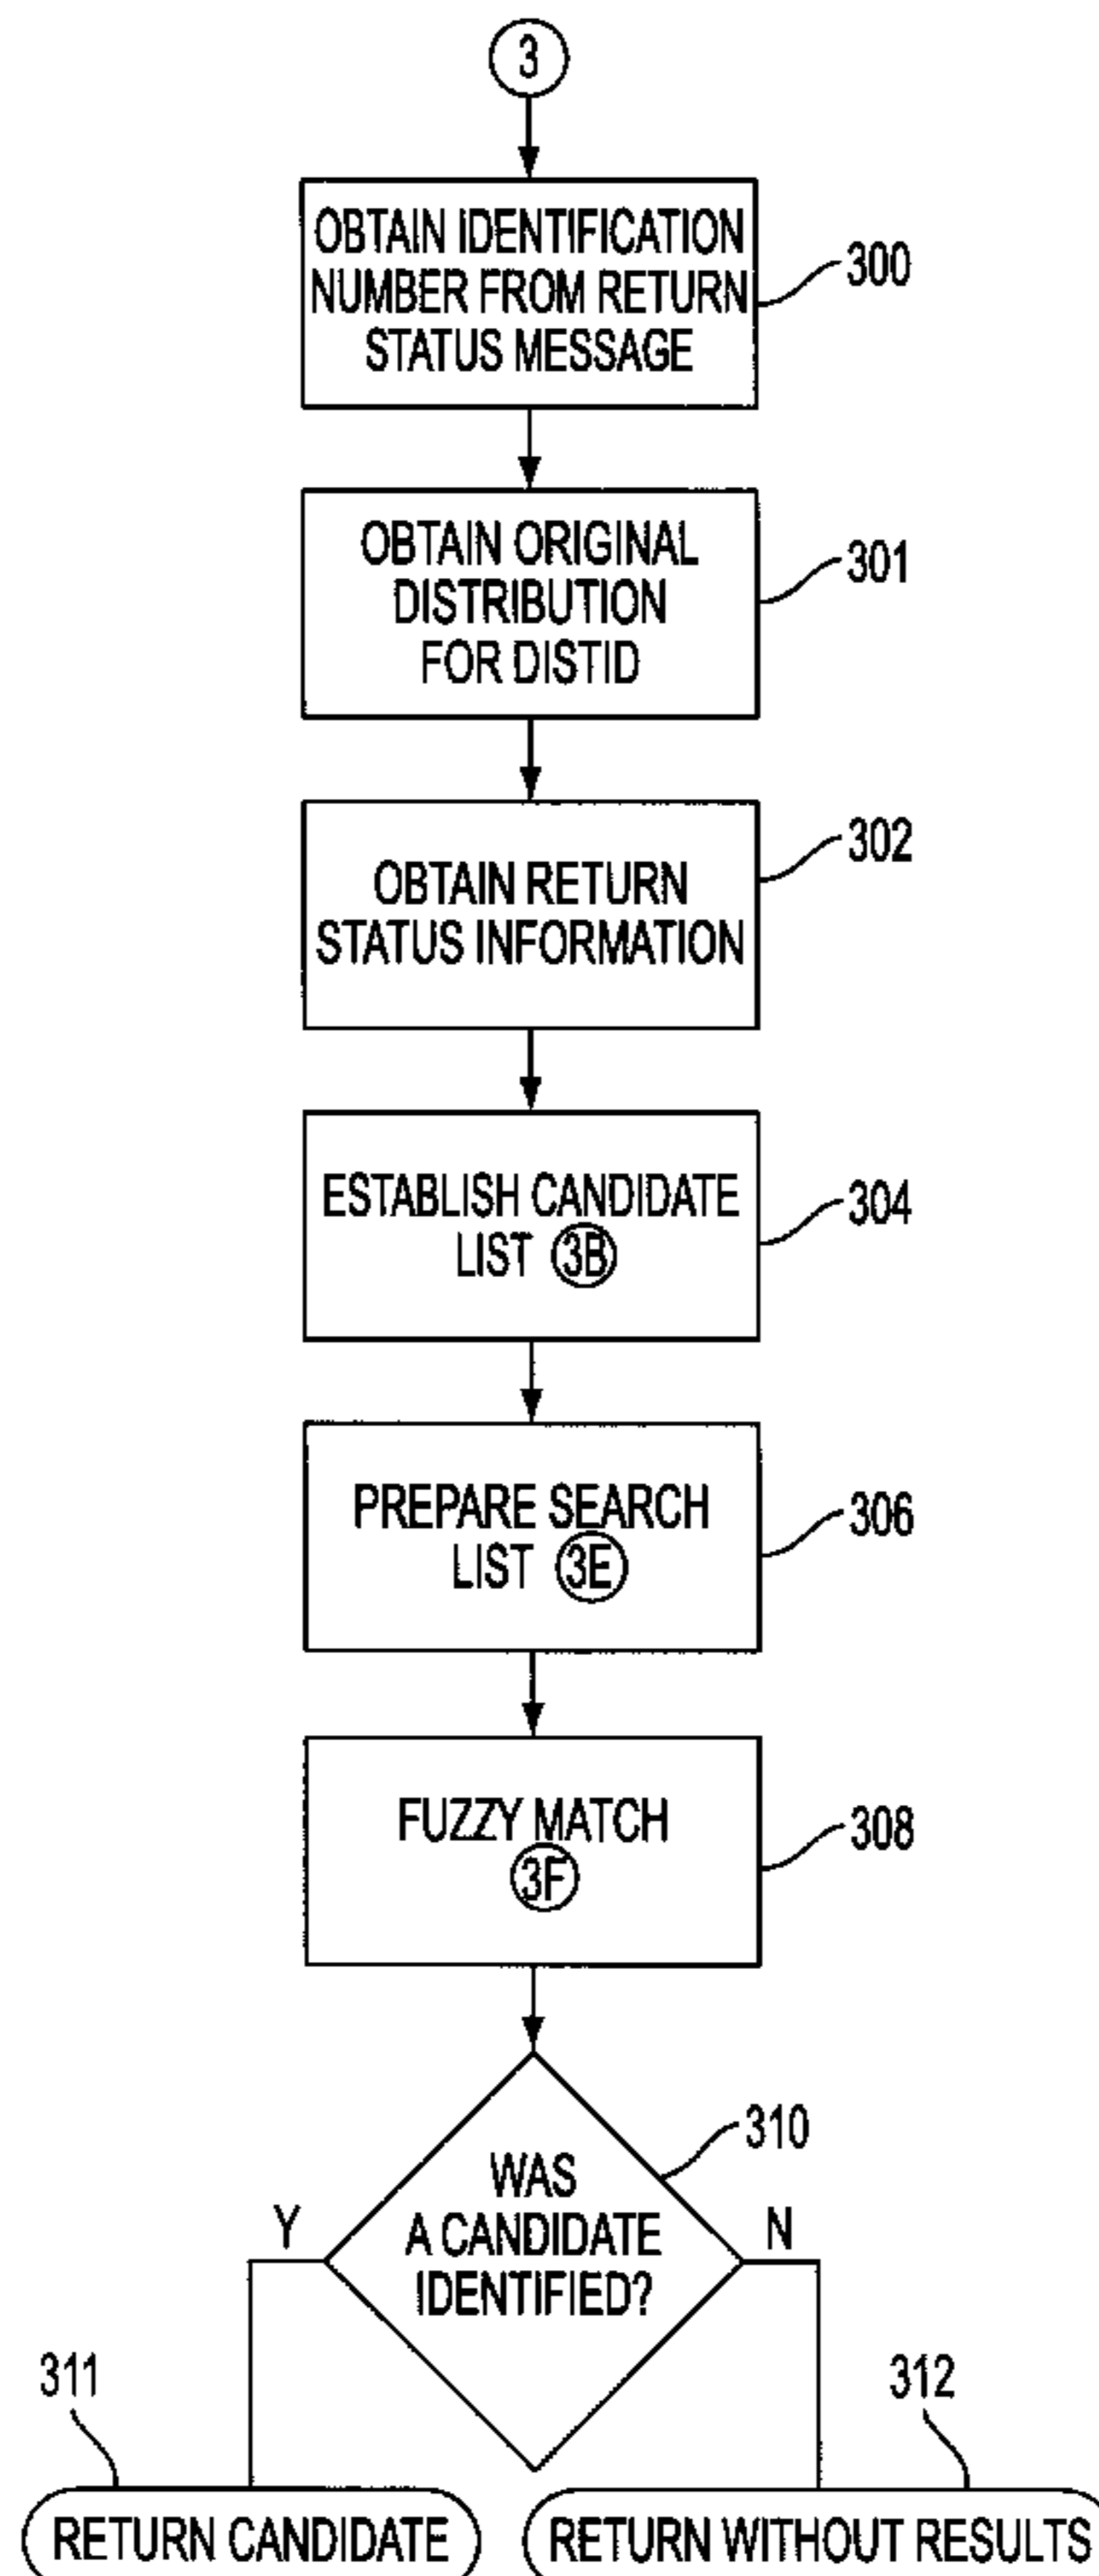 3
OBTAIN IDENTIFICATION
NUMBER FROM RETURN
STATUS MESSAGE
300
OBTAIN ORIGINAL
DISTRIBUTION
FOR DISTID
301
OBTAIN RETURN
STATUS INFORMATION
302
ESTABLISH CANDIDATE
LIST 3B
304
PREPARE SEARCH
LIST 3E
306
FUZZY MATCH
3F
308
WAS
A CANDIDATE
IDENTIFIED?
310
Y
N
311
312
RETURN CANDIDATE
RETURN WITHOUT RESULTS